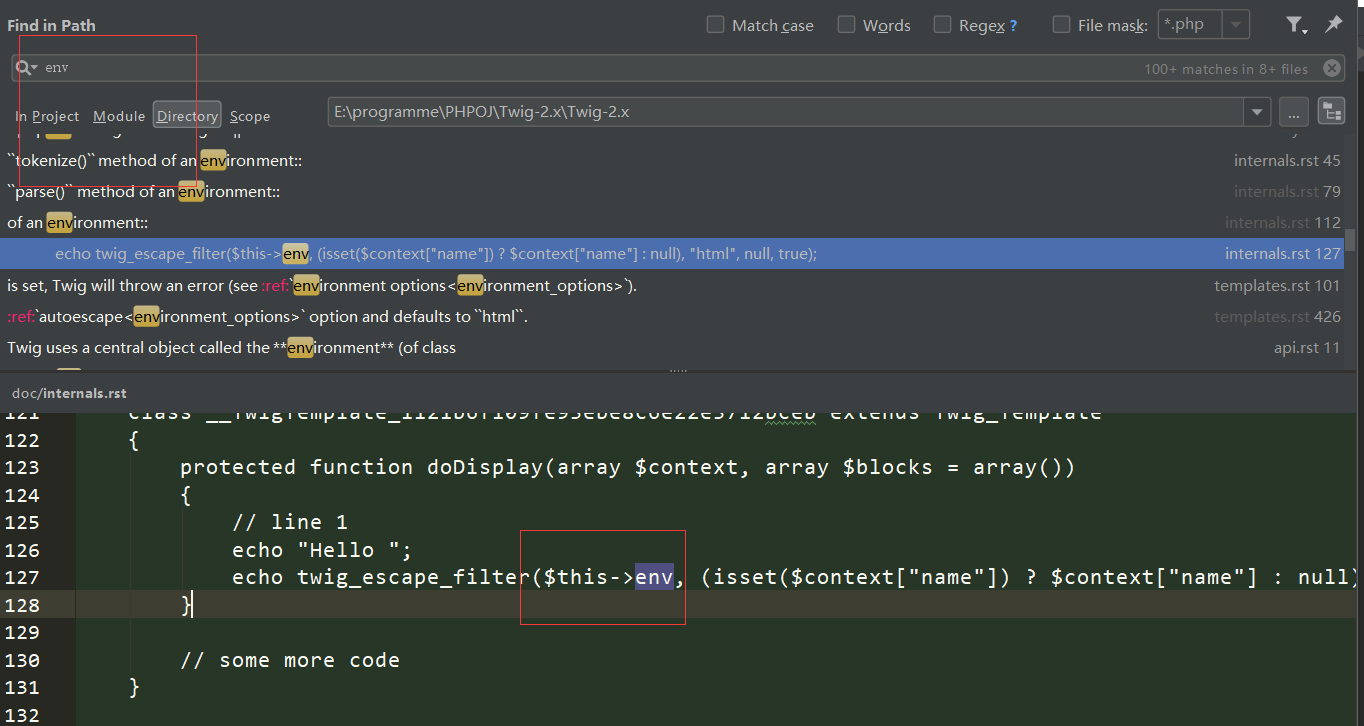 Find in Path
Match case Words Regex ? File mask: *.php
env 100+ matches in 8+ files
In Project Module Directory Scope E:\programme\PHPOJ\Twig-2.x\Twig-2.x ...
``tokenize()`` method of an environment:: internals.rst 45
``parse()`` method of an environment:: internals.rst 79
of an environment:: internals.rst 112
echo twig_escape_filter($this->env, (isset($context["name"]) ? $context["name"] : null), "html", null, true); internals.rst 127
is set, Twig will throw an error (see :ref:`environment options<environment_options>`). templates.rst 101
:ref:`autoescape<environment_options>` option and defaults to ``html``. templates.rst 426
Twig uses a central object called the **environment** (of class api.rst 11
doc/internals.rst
121 extends Twig_Template
122 {
123 protected function doDisplay(array $context, array $blocks = array())
124 {
125 // line 1
126 echo "Hello ";
127 echo twig_escape_filter($this->env, (isset($context["name"]) ? $context["name"] : null)
128 }
129
130 // some more code
131 }
132